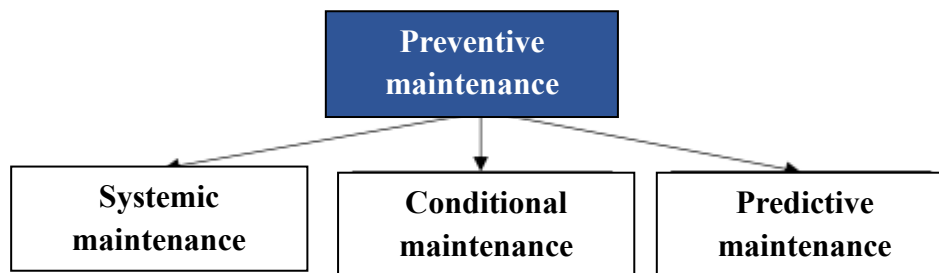 Preventive
maintenance
Systemic
maintenance
Conditional
maintenance
Predictive
maintenance